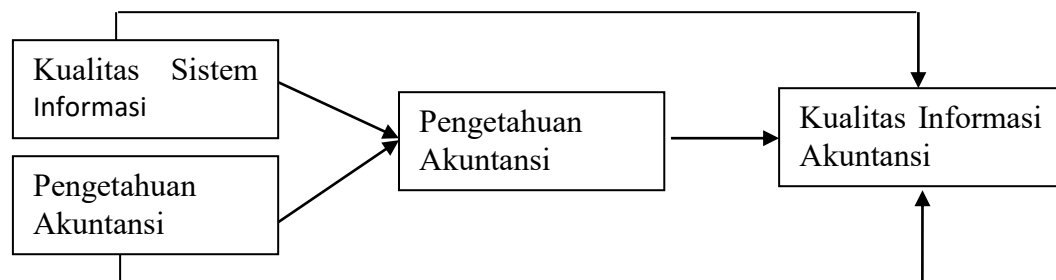 Kualitas Sistem
Informasi
Pengetahuan
Akuntansi
Pengetahuan
Akuntansi
Kualitas Informasi
Akuntansi